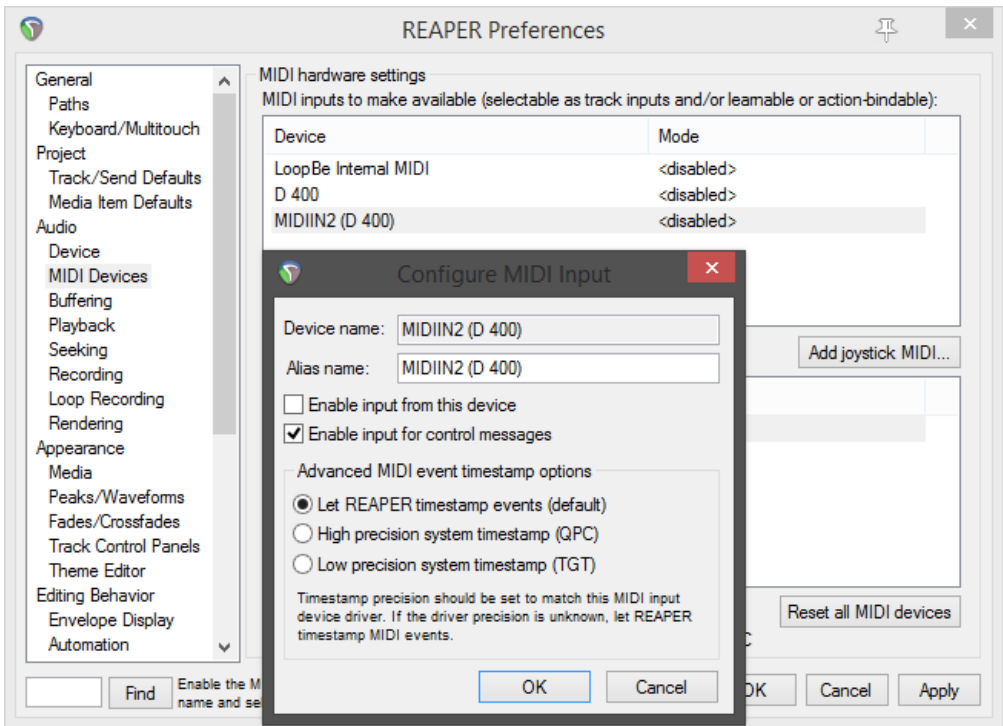 REAPER Preferences
General
Paths
Keyboard/Multitouch
Project
Track/Send Defaults
Media Item Defaults
Audio
Device
MIDI Devices
Buffering
Playback
Seeking
Recording
Loop Recording
Rendering
Appearance
Media
Peaks/Waveforms
Fades/Crossfades
Track Control Panels
Theme Editor
Editing Behavior
Envelope Display
Automation
Find
Enable the M
name and se
MIDI hardware settings
MIDI inputs to make available (selectable as track inputs and/or learnable or action-bindable):
Device Mode
LoopBe Internal MIDI <disabled>
D 400 <disabled>
MIDIIN2 (D 400) <disabled>
Add joystick MIDI...
Reset all MIDI devices
OK Cancel Apply
Configure MIDI Input
Device name: MIDIIN2 (D 400)
Alias name: MIDIIN2 (D 400)
Enable input from this device
Enable input for control messages
Advanced MIDI event timestamp options
Let REAPER timestamp events (default)
High precision system timestamp (QPC)
Low precision system timestamp (TGT)
Timestamp precision should be set to match this MIDI input
device driver. If the driver precision is unknown, let REAPER
timestamp MIDI events.
OK Cancel